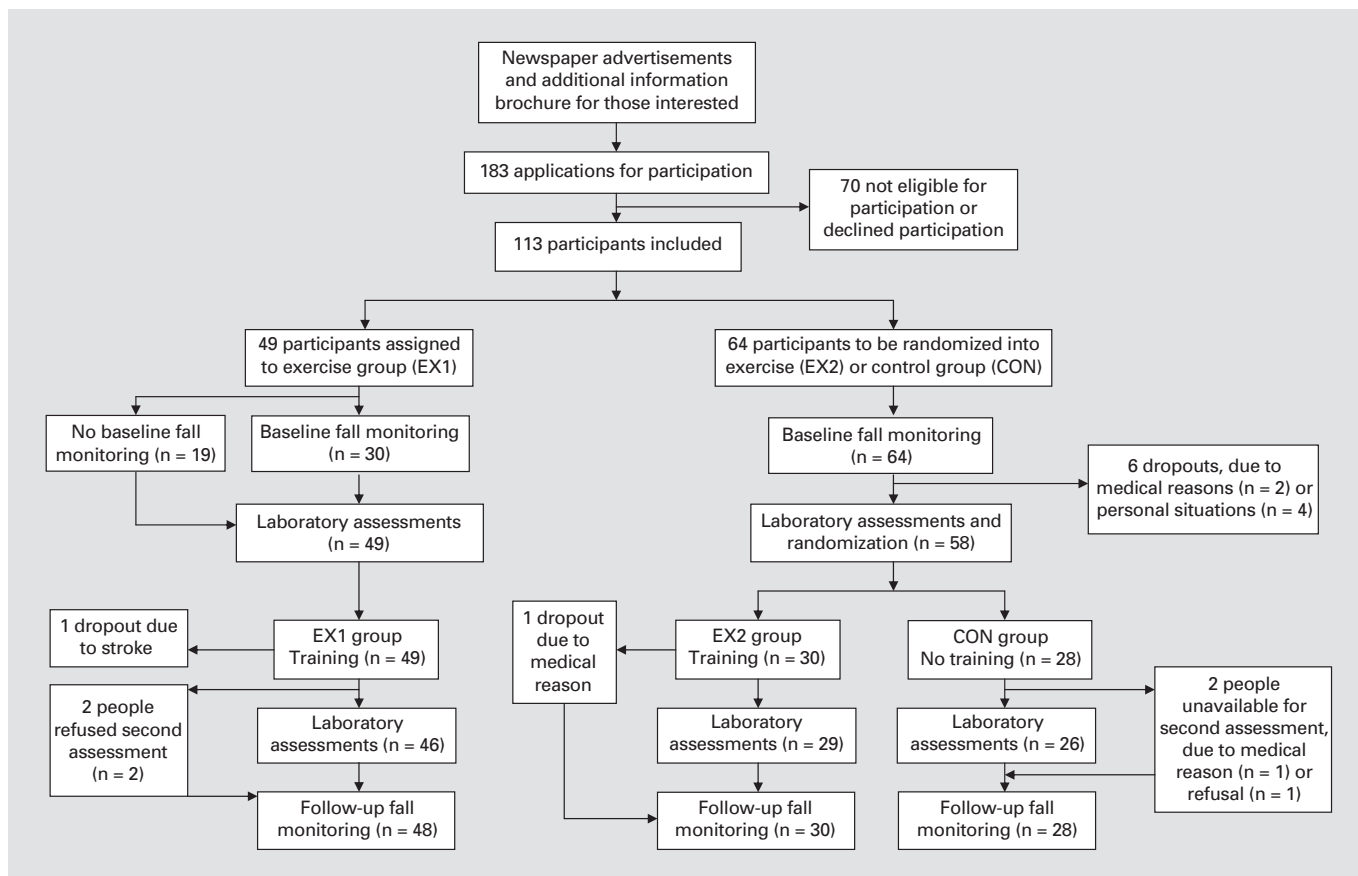 Newspaper advertisements
and additional information
brochure for those interested
183 applications for participation
70 not eligible for
participation or
declined participation
113 participants included
49 participants assigned
to exercise group (EX1)
64 participants to be randomized into
exercise (EX2) or control group (CON)
No baseline fall
monitoring (n = 19)
Baseline fall monitoring
(n = 30)
Baseline fall monitoring
(n = 64)
6 dropouts, due to
medical reasons (n = 2) or
personal situations (n = 4)
Laboratory assessments
(n = 49)
Laboratory assessments and
randomization (n = 58)
1 dropout due
to stroke
EX1 group
Training (n = 49)
1 dropout
due to
medical
reason
EX2 group
Training (n = 30)
CON group
No training (n = 28)
2 people
refused second
assessment
(n = 2)
Laboratory
assessments (n = 46)
Laboratory
assessments (n = 29)
Laboratory
assessments (n = 26)
2 people
unavailable for
second assessment,
due to medical
reason (n = 1) or
refusal (n = 1)
Follow-up fall
monitoring (n = 48)
Follow-up fall
monitoring (n = 30)
Follow-up fall
monitoring (n = 28)